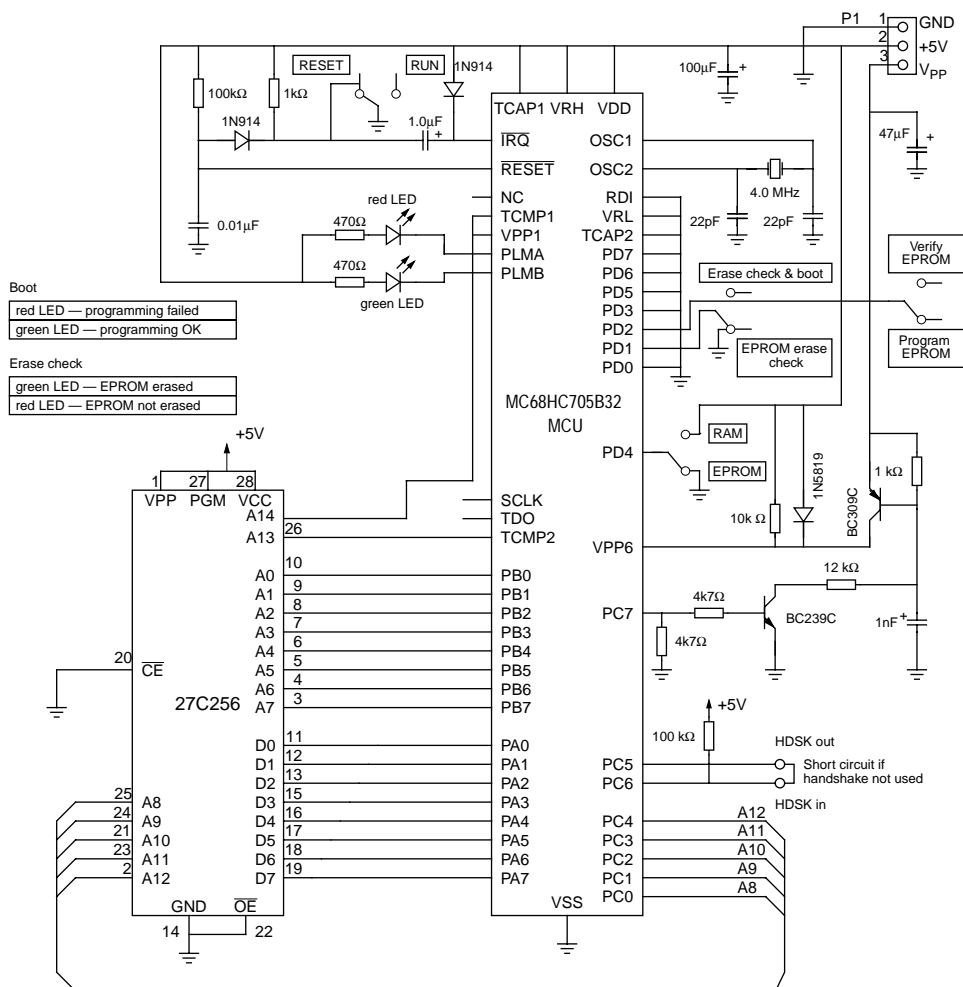 P1
1
GND
2
+5V
3
VPP
RESET
RUN
1N914
100µF
+
100kΩ
1kΩ
TCAP1 VRH VDD
47µF
+
1N914
1.0µF
+
IRQ
OSC1
RESET
OSC2
4.0 MHz
NC
RDI
red LED
TCMP1
VRL
0.01µF
22pF
22pF
470Ω
VPP1
TCAP2
Verify
EPROM
PLMA
PD7
470Ω
PLMB
PD6
Erase check & boot
green LED
PD5
Boot
PD3
red LED — programming failed
PD2
green LED — programming OK
PD1
EPROM erase
check
Program
EPROM
PD0
Erase check
green LED — EPROM erased
red LED — EPROM not erased
MC68HC705B32
MCU
RAM
+5V
PD4
EPROM
1N5819
1 kΩ
BC309C
1
27
28
VPP
PGM
VCC
A14
SCLK
10k Ω
TDO
26
A13
TCMP2
VPP6
10
A0
PB0
12 kΩ
9
A1
PB1
4k7Ω
8
A2
PB2
PC7
BC239C
1nF
+
7
A3
PB3
4k7Ω
6
A4
PB4
20
CE
5
A5
PB5
4
A6
PB6
27C256
3
A7
PB7
+5V
11
D0
PA0
100 kΩ
HDSK out
12
D1
PA1
PC5
Short circuit if
handshake not used
13
D2
PA2
PC6
25
A8
15
D3
PA3
HDSK in
24
A9
16
D4
PA4
PC4
A12
21
A10
17
D5
PA5
PC3
A11
23
A11
18
D6
PA6
PC2
A10
2
A12
19
D7
PA7
PC1
A9
PC0
A8
GND
OE
VSS
14
22